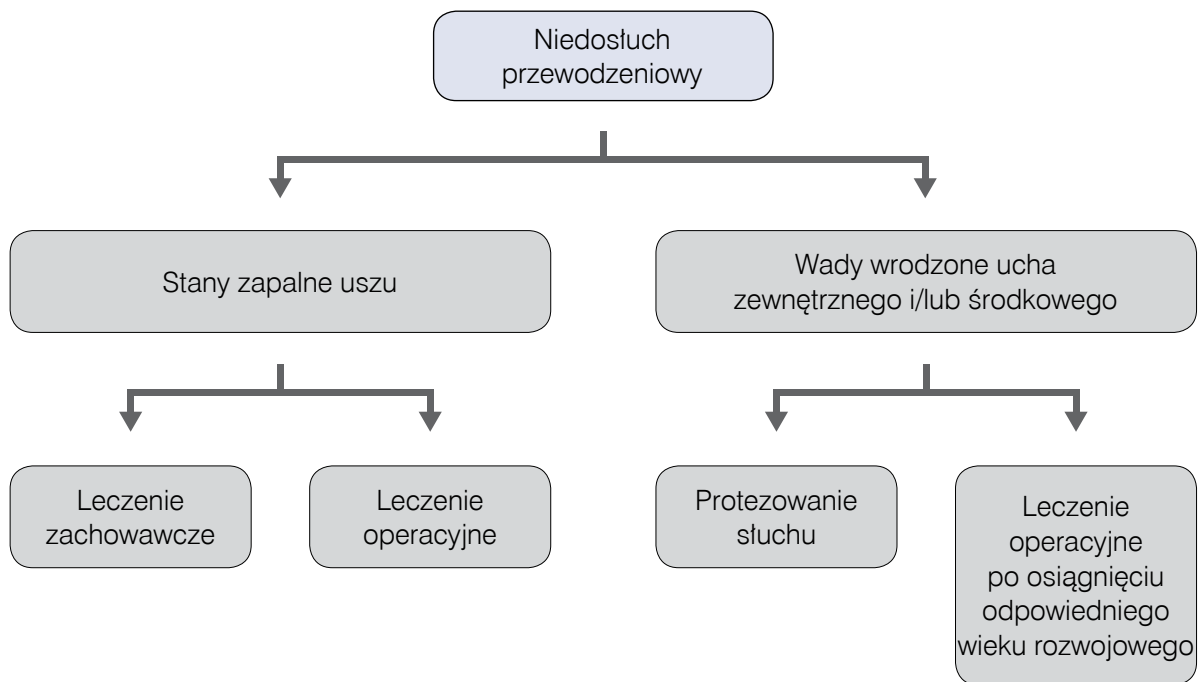 Niedosłuch
przewodzeniowy
Stany zapalne uszu
Wady wrodzone ucha
zewnętrznego i/lub środkowego
Leczenie
zachowawcze
Leczenie
operacyjne
Protezowanie
słuchu
Leczenie
operacyjne
po osiągnięciu
odpowiedniego
wieku rozwojowego